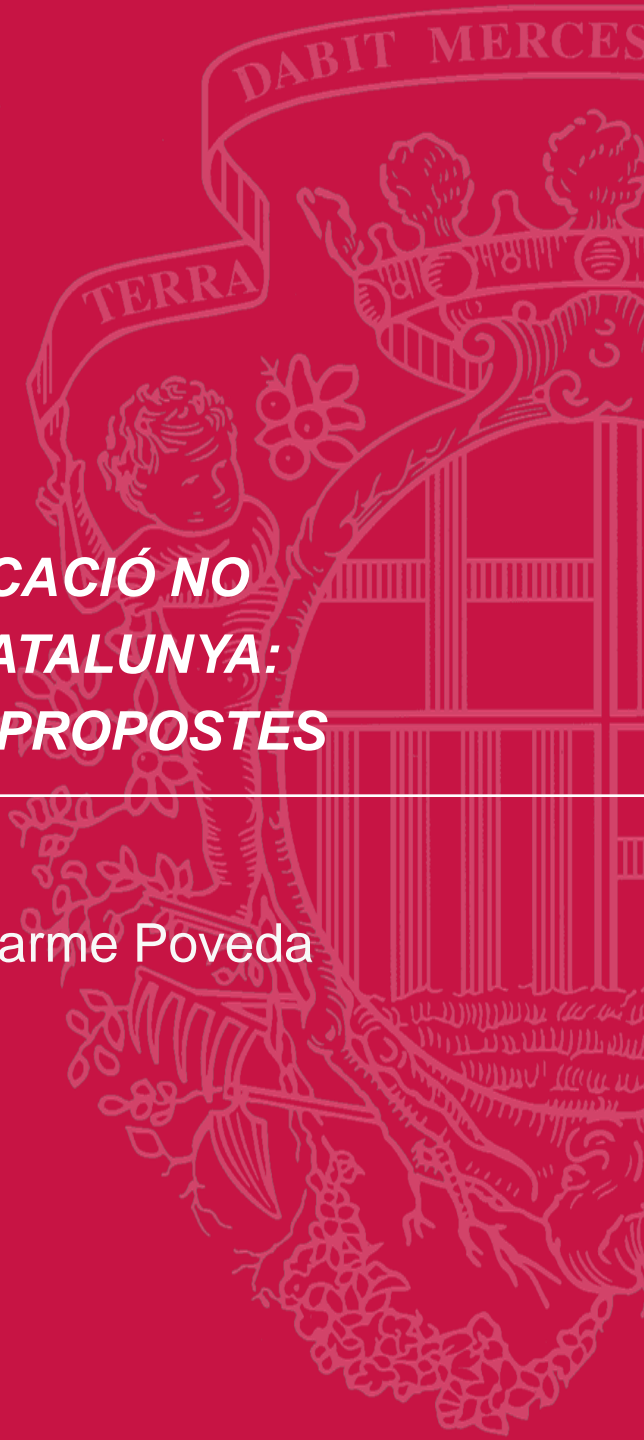 DABIT MERCES
TERRA
CACIÓ NO
ATALUNYA:
PROPOSTES
arme Poveda